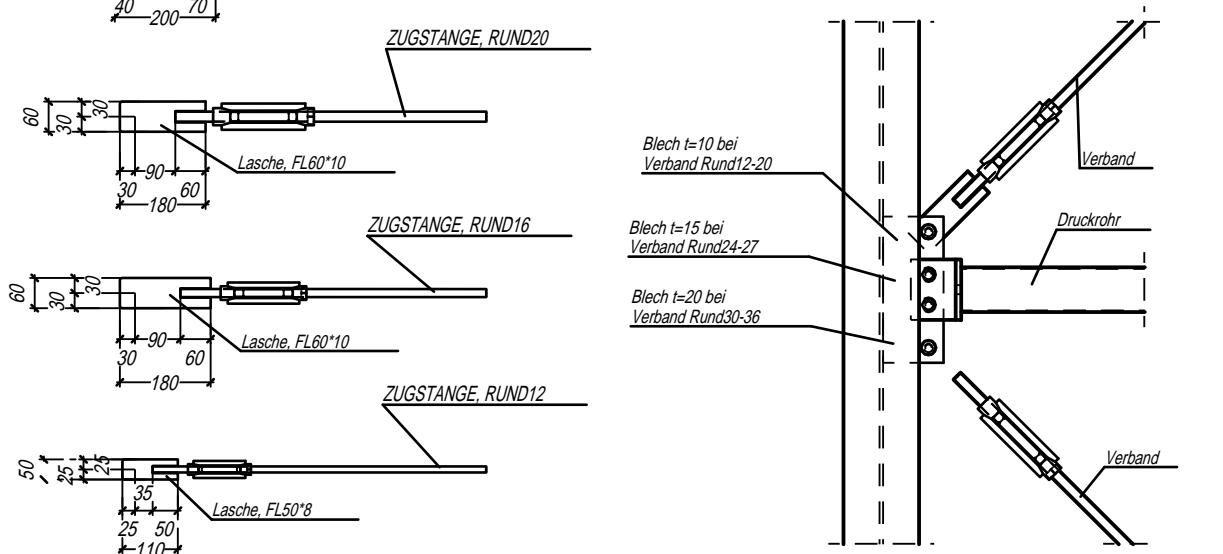 40
70
200
ZUGSTANGE, RUND20
60
30
30
Lasche, FL60*10
90
30
60
180
ZUGSTANGE, RUND16
60
30
30
Lasche, FL60*10
90
30
60
180
ZUGSTANGE, RUND12
50
25
25
35
Lasche, FL50*8
25
50
110
Blech t=10 bei
Verband Rund12-20
Verband
Blech t=15 bei
Verband Rund24-27
Druckrohr
Blech t=20 bei
Verband Rund30-36
Verband